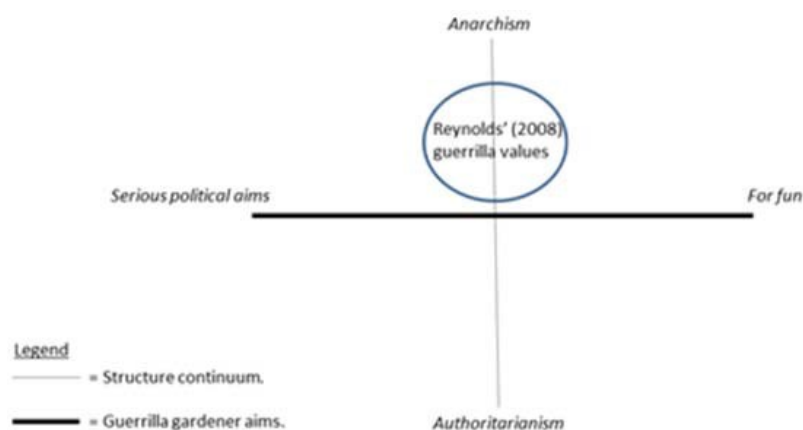 Anarchism
Reynolds' (2008)
guerrilla values
Serious political aims
For fun
Legend
= Structure continuum.
= Guerrilla gardener aims.
Authoritarianism